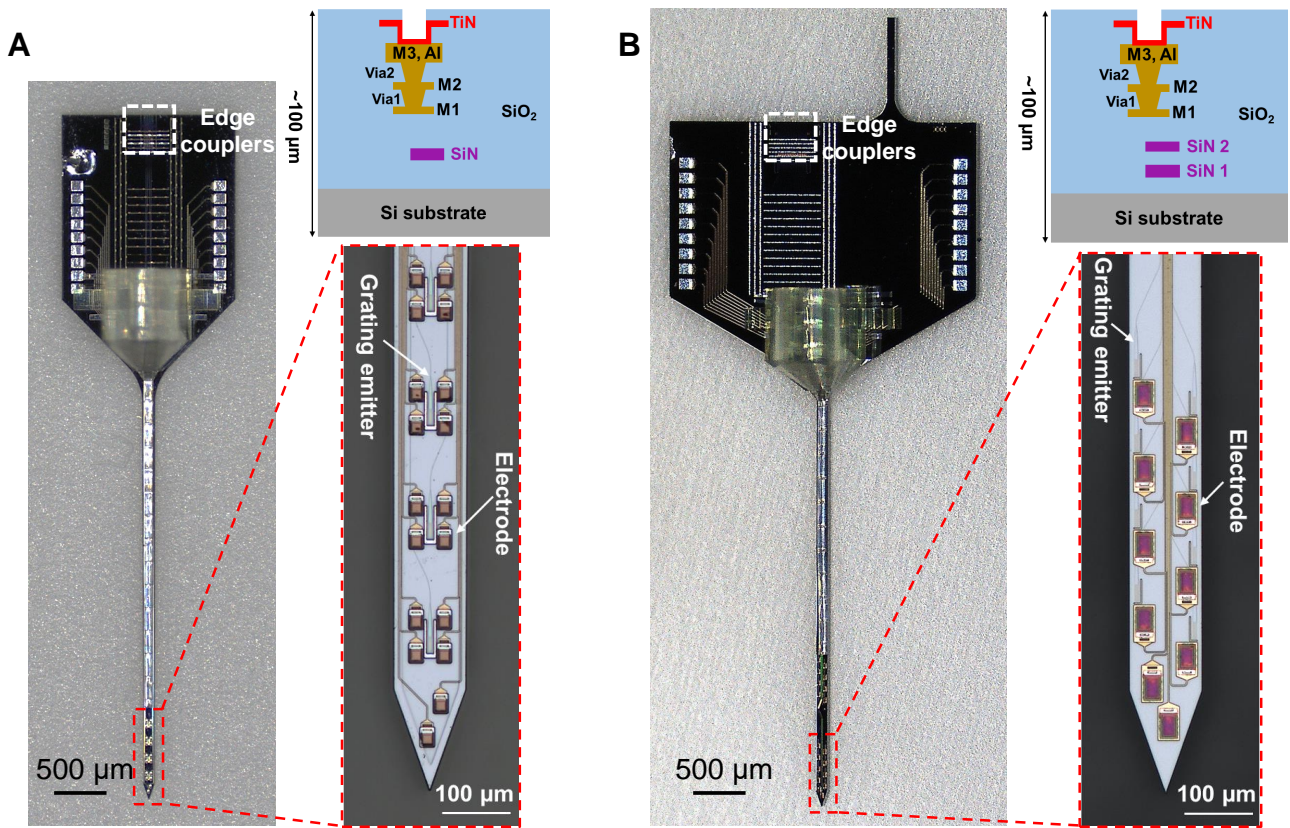 A
Edge
couplers
500 µm
~100 µm
TiN
M3, Al
Via2
M2
Via1
M1
SiO2
SiN
Si substrate
Grating emitter
Electrode
100 µm
B
Edge
couplers
500 µm
~100 µm
TiN
M3, Al
Via2
M2
Via1
M1
SiO2
SiN 2
SiN 1
Si substrate
Grating emitter
Electrode
100 µm